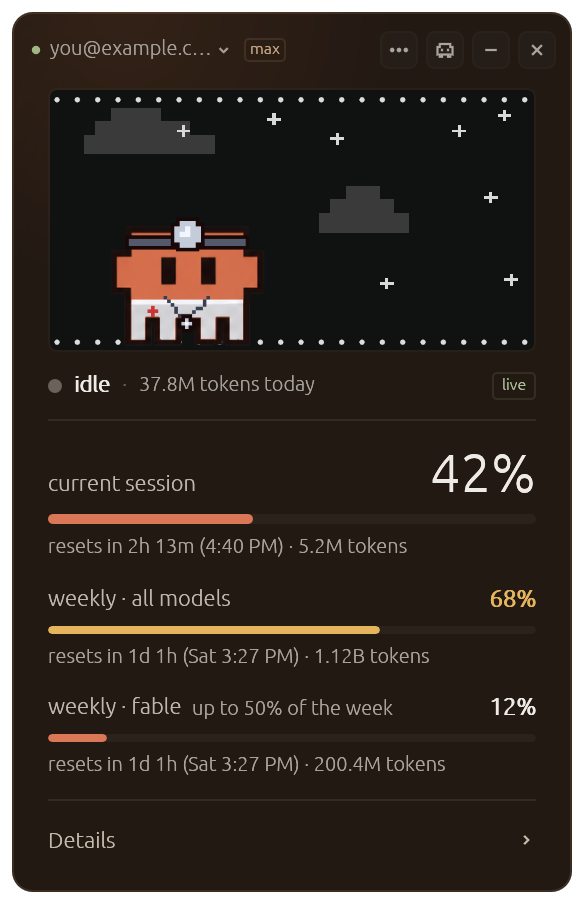 you@example.c... max
idle · 37.8M tokens today live
current session 42%
resets in 2h 13m (4:40 PM) · 5.2M tokens
weekly · all models 68%
resets in 1d 1h (Sat 3:27 PM) · 1.12B tokens
weekly · fable up to 50% of the week 12%
resets in 1d 1h (Sat 3:27 PM) · 200.4M tokens
Details